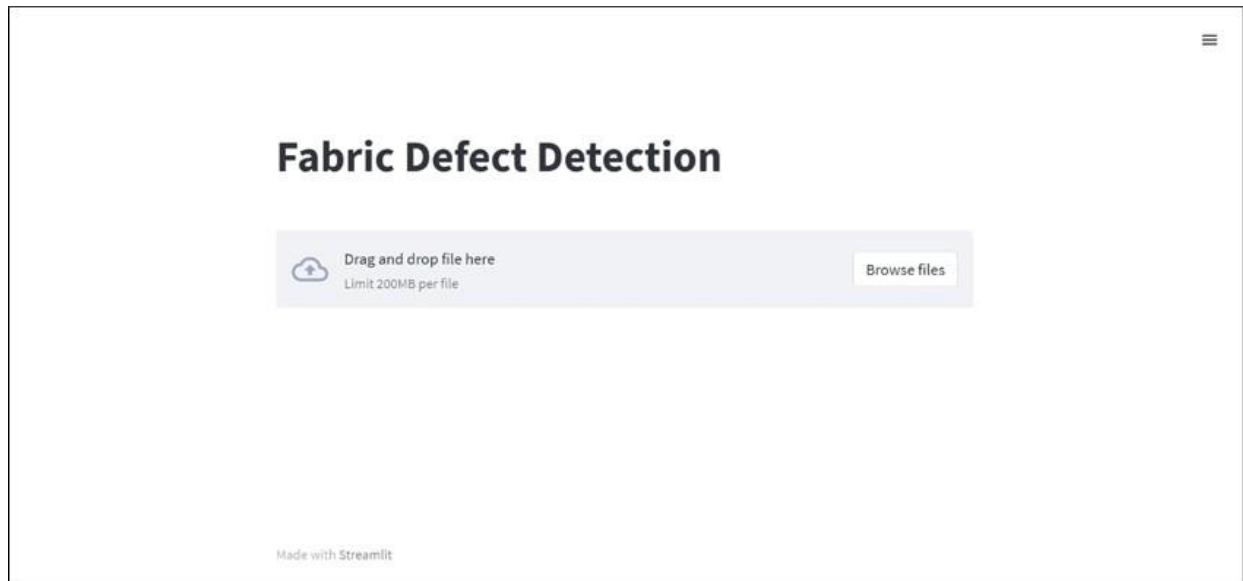 Fabric Defect Detection
Drag and drop file here
Limit 200MB per file
Browse files
Made with Streamlit